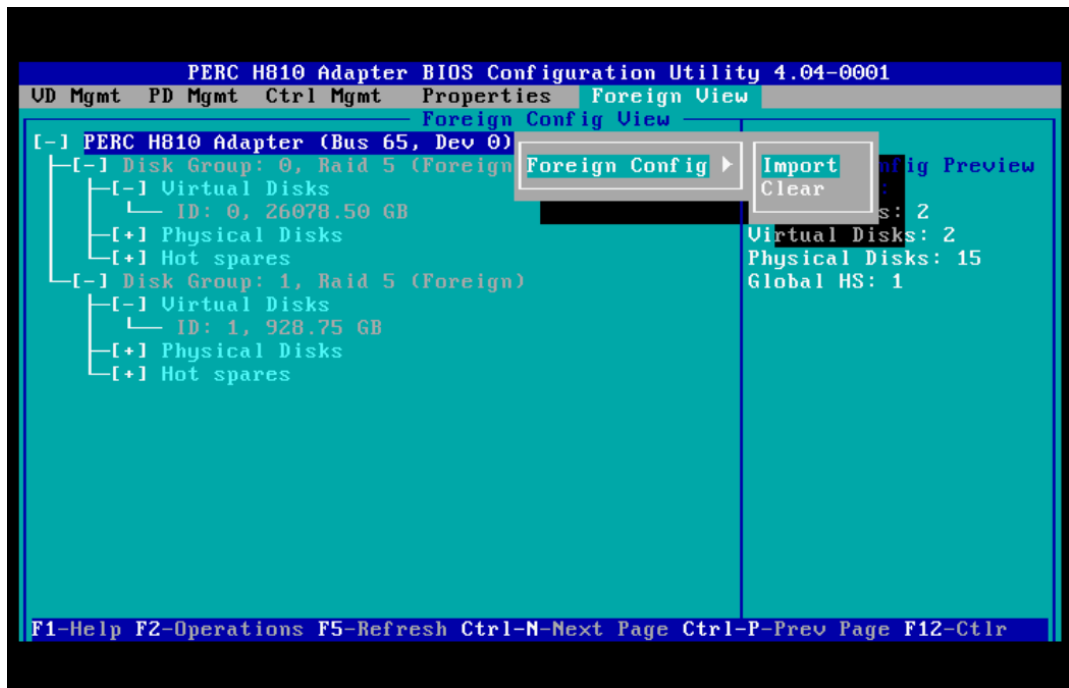 PERC H810 Adapter BIOS Configuration Utility 4.04-0001
VD Mgmt PD Mgmt Ctrl Mgmt Properties Foreign View
Foreign Config View
[-] PERC H810 Adapter (Bus 65, Dev 0)
[-] Disk Group: 0, Raid 5 (Foreign
[-] Virtual Disks
ID: 0, 26078.50 GB
[+] Physical Disks
[+] Hot spares
[-] Disk Group: 1, Raid 5 (Foreign)
[-] Virtual Disks
ID: 1, 928.75 GB
[+] Physical Disks
[+] Hot spares
Foreign Config
Import
Clear
nfig Preview
:
s: 2
Virtual Disks: 2
Physical Disks: 15
Global HS: 1
F1-Help F2-Operations F5-Refresh Ctrl-N-Next Page Ctrl-P-Prev Page F12-Ctlr